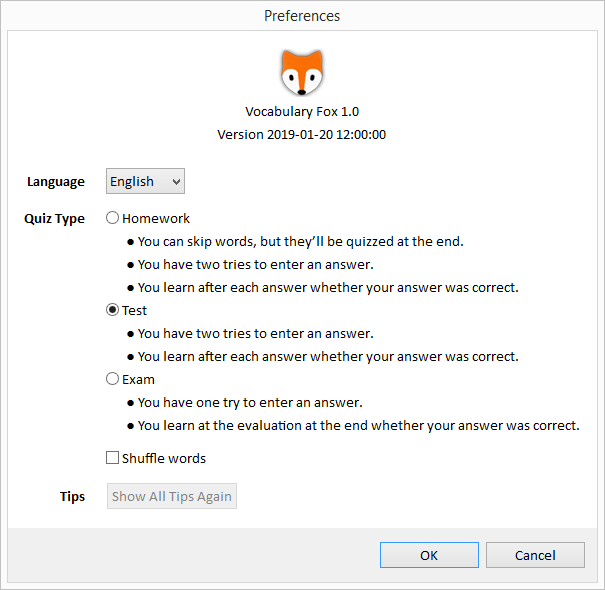 Preferences
Vocabulary Fox 1.0
Version 2019-01-20 12:00:00
Language English
Quiz Type Homework
● You can skip words, but they’ll be quizzed at the end.
● You have two tries to enter an answer.
● You learn after each answer whether your answer was correct.
Test
● You have two tries to enter an answer.
● You learn after each answer whether your answer was correct.
Exam
● You have one try to enter an answer.
● You learn at the evaluation at the end whether your answer was correct.
Shuffle words
Tips Show All Tips Again
OK Cancel